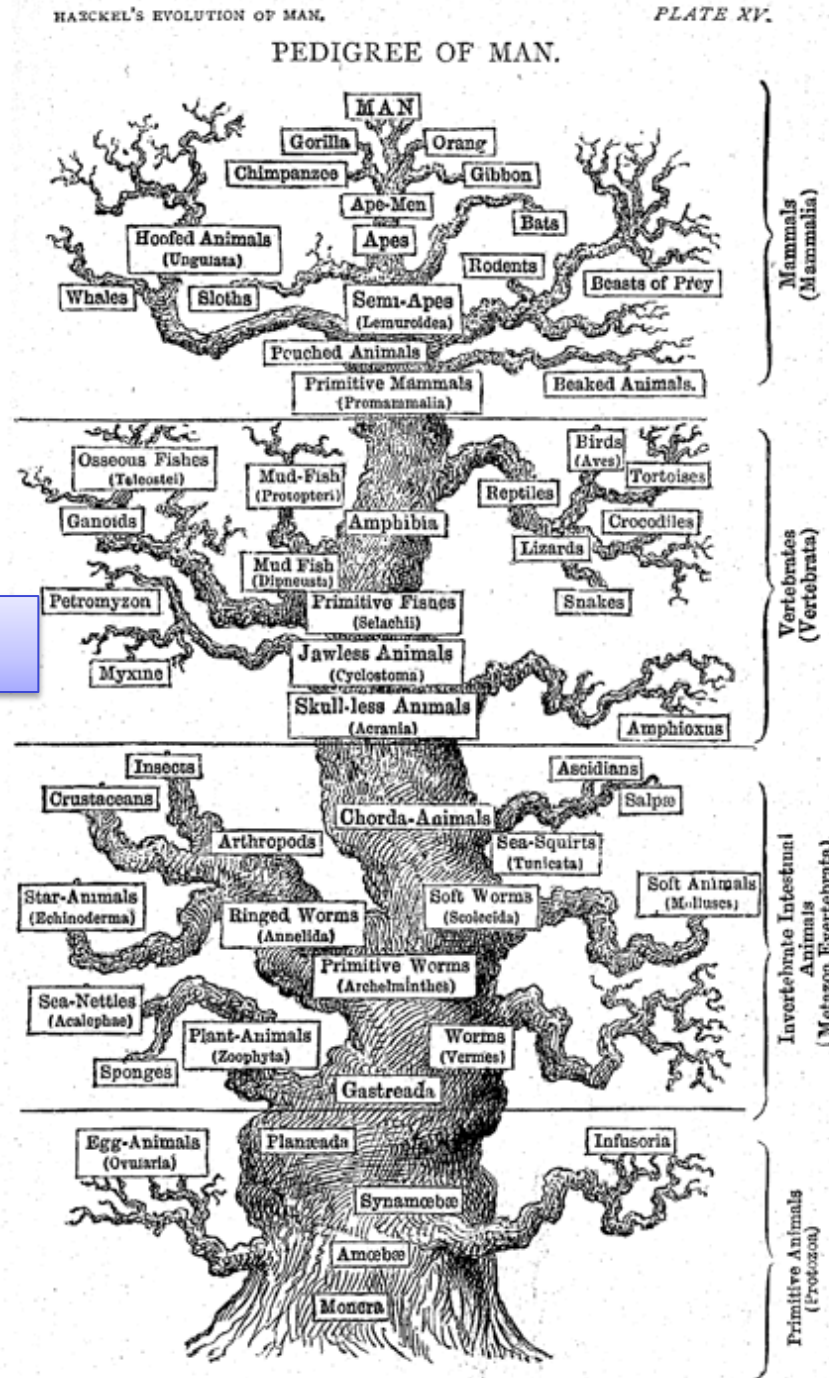 HAECKEL'S EVOLUTION OF MAN.
PLATE XV.
PEDIGREE OF MAN.
MAN
Gorilla
Orang
Chimpanzee
Gibbon
Ape-Men
Bats
Hoofed Animals
(Ungulata)
Apes
Rodents
Beasts of Prey
Whales
Sloths
Semi-Apes
(Lemuroidea)
Pouched Animals
Primitive Mammals
(Promammalia)
Beaked Animals.
Mammals
(Mammalia)
Osseous Fishes
(Teleostei)
Mud-Fish
(Protopteri)
Birds
(Aves)
Tortoises
Reptiles
Ganoids
Amphibia
Crocodiles
Lizards
Mud Fish
(Dipneusta)
Snakes
Petromyzon
Primitive Fishes
(Selachii)
Jawless Animals
(Cyclostoma)
Myxine
Skull-less Animals
(Acrania)
Amphioxus
Vertebrates
(Vertebrata)
Insects
Ascidians
Crustaceans
Salpæ
Chorda-Animals
Arthropods
Sea-Squirts
(Tunicata)
Star-Animals
(Echinoderma)
Soft Animals
(Molluscs)
Ringed Worms
(Annelida)
Soft Worms
(Scolecida)
Primitive Worms
(Archelminthes)
Sea-Nettles
(Acalephae)
Plant-Animals
(Zoophyta)
Worms
(Vermes)
Sponges
Gastreada
Invertebrate Intestinal
Animals
(Metazoa Evertebrata)
Egg-Animals
(Ovularia)
Planæada
Infusoria
Synamœbæ
Amœbæ
Monera
Primitive Animals
(Protozoa)